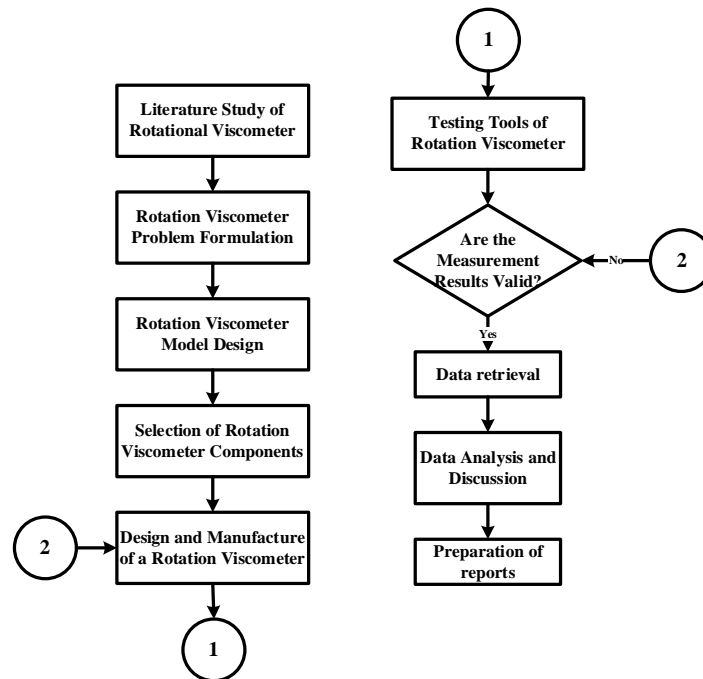 Literature Study of
Rotational Viscometer
Rotation Viscometer
Problem Formulation
Rotation Viscometer
Model Design
Selection of Rotation
Viscometer Components
2
Design and Manufacture
of a Rotation Viscometer
1
1
Testing Tools of
Rotation Viscometer
Are the
Measurement
Results Valid?
No
2
Yes
Data retrieval
Data Analysis and
Discussion
Preparation of
reports